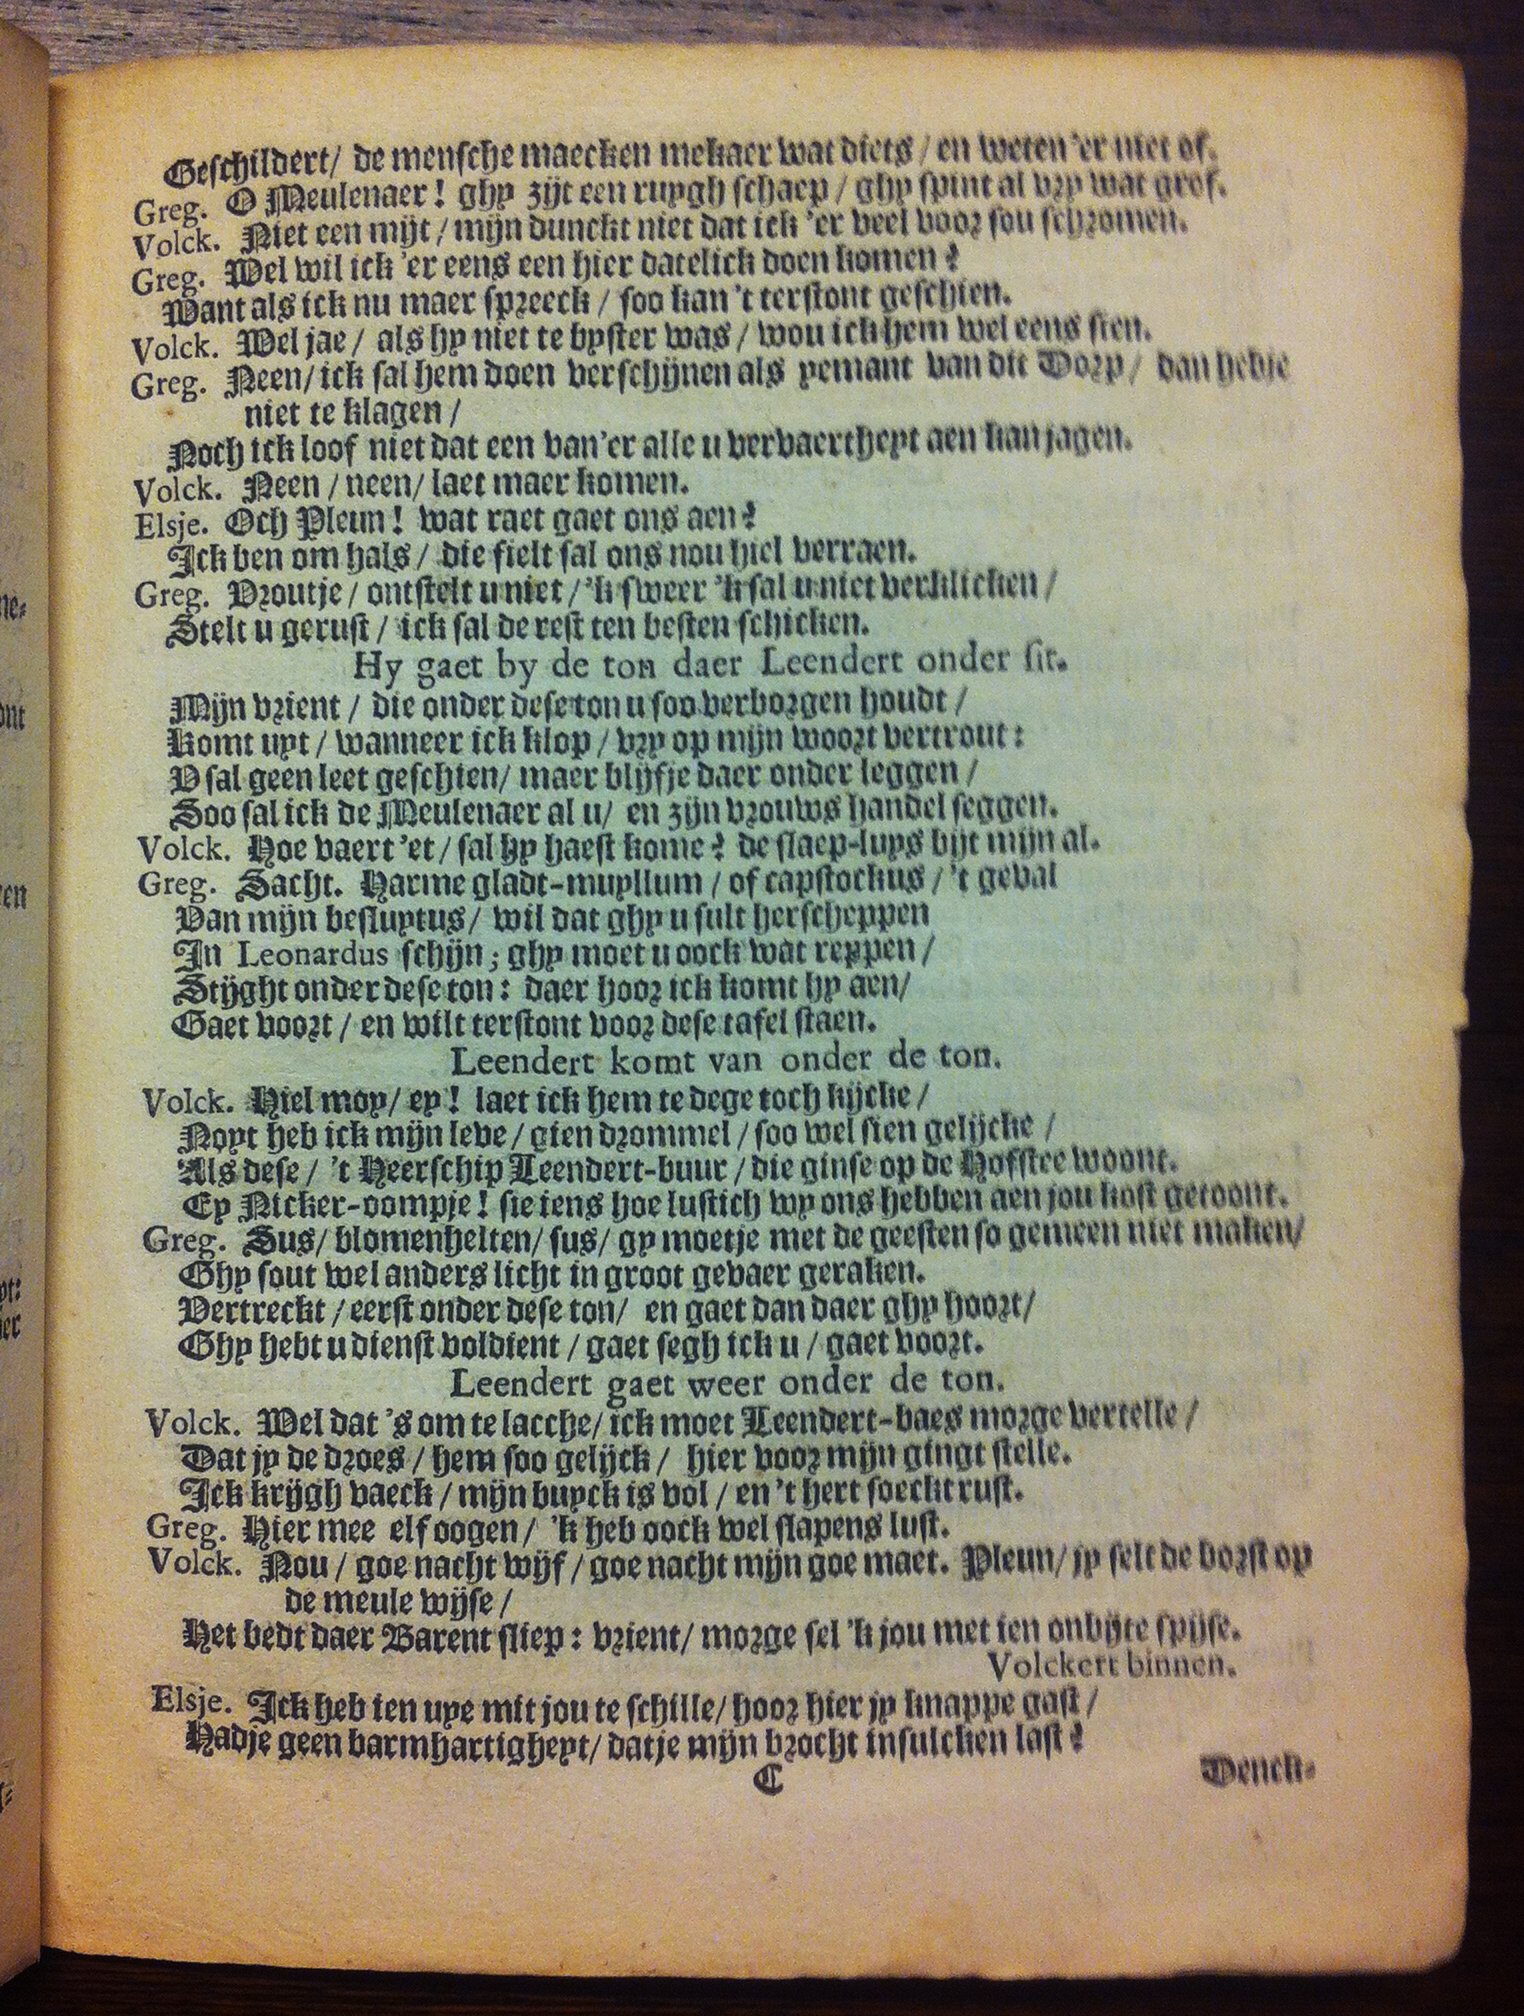 Geschildert/ de mensche maecken mekaer wat diets / en weten 'er niet of.
Greg. O Meulenaer! ghy zijt een ruygh schaep / ghy spint al vry wat grof.
Volck. Niet een mijt / mijn dunckt niet dat ick 'er veel voor sou schromen.
Greg. Wel wil ick 'er eens een hier datelick doen komen?
Want als ick nu maer spreeck / soo kan 't terstont geschien.
Volck. Wel jae / als hy niet te byster was / wou ick hem wel eens sien.
Greg. Neen/ ick sal hem doen verschijnen als yemant van dit Dorp/ dan hebje
niet te klagen /
Noch ick loof niet dat een van'er alle u vervaertheyt aen kan jagen.
Volck. Neen / neen/ laet maer komen.
Elsje. Och Pleun! wat raet gaet ons aen?
Ick ben om hals/ die fielt sal ons nou hiel verraen.
Greg. Vroutje / ontstelt u niet / 'k sweer 'k sal u niet verklicken /
Stelt u gerust / ick sal de rest ten besten schicken.
Hy gaet by de ton daer Leendert onder sit.
Mijn vrient / die onder dese ton u soo verborgen houdt /
Komt uyt / wanneer ick klop / vry op mijn woort vertrout:
V sal geen leet geschien/ maer blijfje daer onder leggen /
Soo sal ick de Meulenaer al u/ en zijn vrouws handel seggen.
Volck. Hoe vaert 'et / sal hy haest kome? de slaep-luys bijt mijn al.
Greg. Sacht. Harme gladt-muyllum / of capstockus / 't geval
Van mijn besluytus/ wil dat ghy u sult herscheppen
In Leonardus schijn; ghy moet u oock wat reppen /
Stijght onder dese ton: daer hoor ick komt hy aen/
Gaet voort / en wilt terstont voor dese tafel staen.
Leendert komt van onder de ton.
Volck. Hiel moy/ ey! laet ick hem te dege toch kijcke /
Noyt heb ick mijn leve / gien drommel / soo wel sien gelijcke /
Als dese / 't Heerschip Leendert-buur / die ginse op de Hofstee woont.
Ey Nicker-oompje! sie iens hoe lustich wy ons hebben aen jou kost getoont.
Greg. Sus/ blomenhelten/ sus/ gy moetje met de geesten so gemeen niet maken/
Ghy sout wel anders licht in groot gevaer geraken.
Vertreckt / eerst onder dese ton/ en gaet dan daer ghy hoort/
Ghy hebt u dienst voldient / gaet segh ick u / gaet voort.
Leendert gaet weer onder de ton.
Volck. Wel dat 's om te lacche/ ick moet Leendert-baes morge vertelle /
Dat jy de droes / hem soo gelijck / hier voor mijn gingt stelle.
Ick krijgh vaeck / mijn buyck is vol / en 't hert soeckt rust.
Greg. Hier mee elf oogen/ 'k heb oock wel slapens lust.
Volck. Nou / goe nacht wijf / goe nacht mijn goe maet. Pleun/ jy selt de borst op
de meule wijse /
Het bedt daer Barent sliep: vrient/ morge sel 'k jou met ien onbijte spijse.
Volckert binnen.
Elsje. Ick heb ien uye mit jou te schille/ hoor hier jy knappe gast /
Hadje geen barmhartigheyt/ datje mijn brocht in sulcken last?
C
Denck-